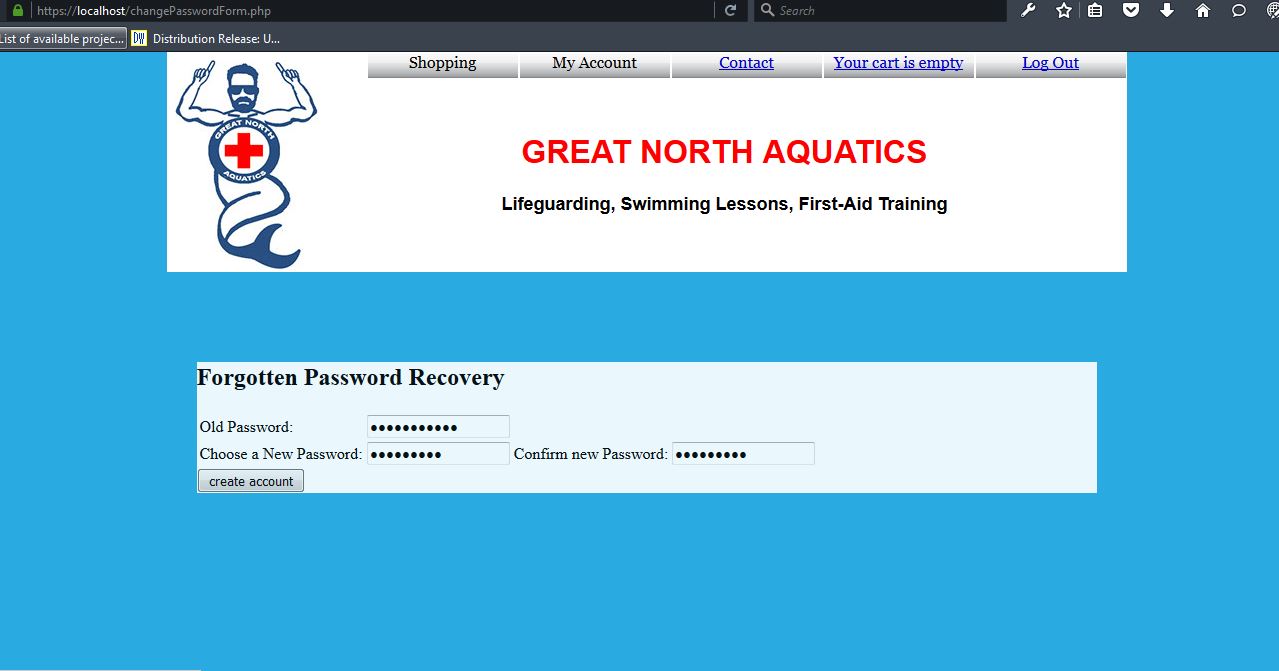 https://localhost/changePasswordForm.php
Search
List of available projec...
DW Distribution Release: U...
Shopping My Account Contact Your cart is empty Log Out
GREAT NORTH
AQUATICS
GREAT NORTH AQUATICS
Lifeguarding, Swimming Lessons, First-Aid Training
Forgotten Password Recovery
Old Password: •••••••••••
Choose a New Password: ••••••••• Confirm new Password: •••••••••
create account